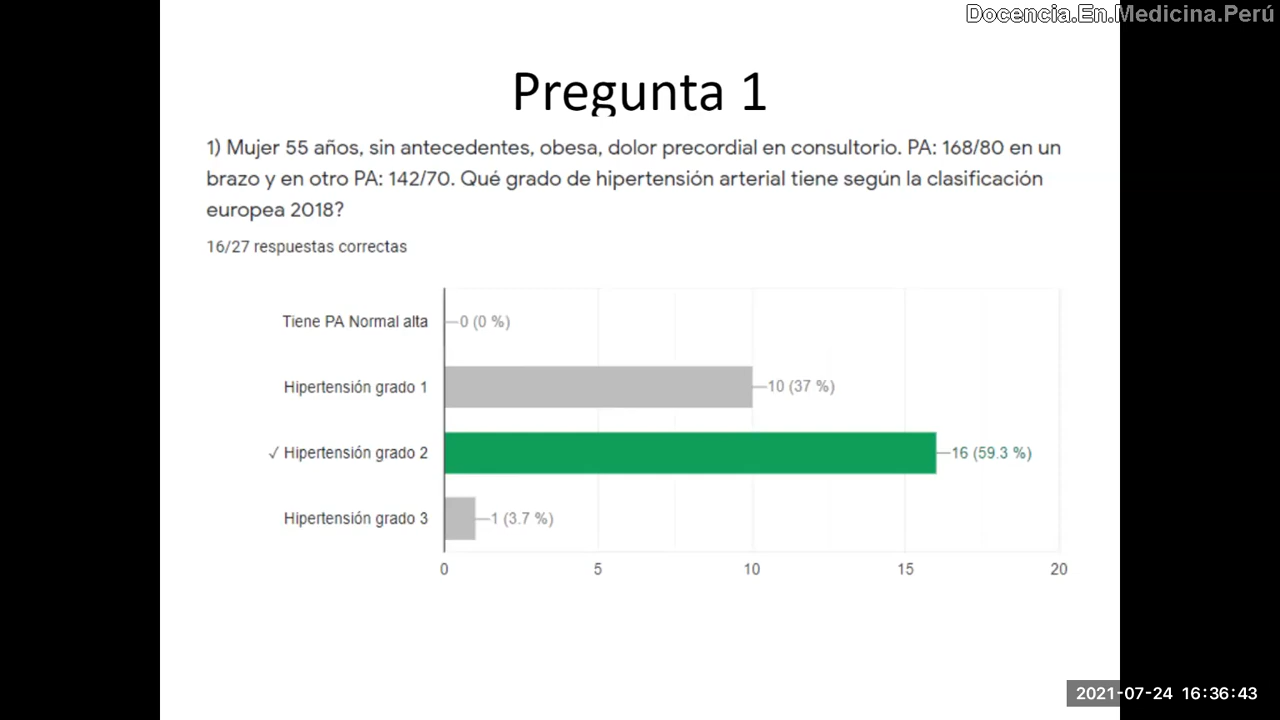 Docencia.En.Medicina.Perú
Pregunta 1
1) Mujer 55 años, sin antecedentes, obesa, dolor precordial en consultorio. PA: 168/80 en un
brazo y en otro PA: 142/70. Qué grado de hipertensión arterial tiene según la clasificación
europea 2018?
16/27 respuestas correctas
Tiene PA Normal alta 0 (0 %)
Hipertensión grado 1 10 (37 %)
✓ Hipertensión grado 2 16 (59.3 %)
Hipertensión grado 3 1 (3.7 %)
0 5 10 15 20
2021-07-24 16:36:43